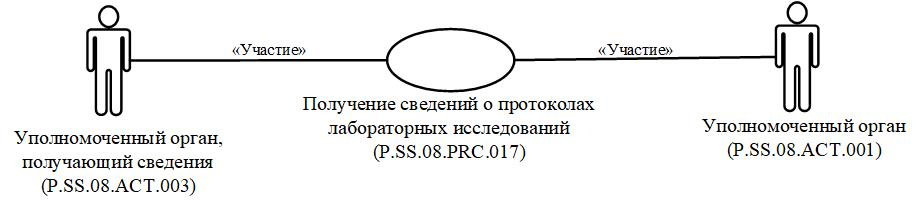 «Участие»
«Участие»
Получение сведений о протоколах
лабораторных исследований
(P.SS.08.PRC.017)
Уполномоченный орган,
получающий сведения
(P.SS.08.ACT.003)
Уполномоченный орган
(P.SS.08.ACT.001)